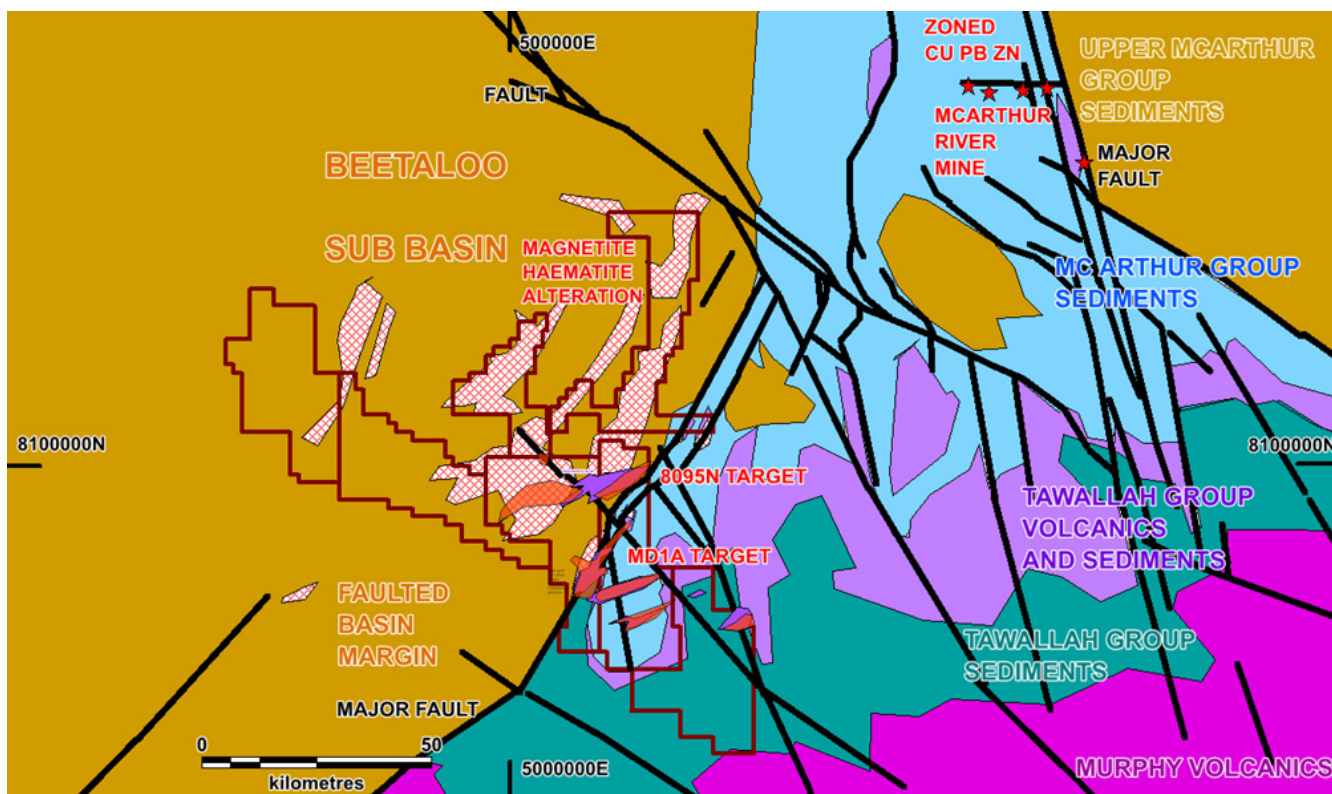 ZONED
CU PB ZN
500000E
UPPER MCARTHUR
GROUP
SEDIMENTS
FAULT
MCARTHUR
RIVER
MINE
MAJOR
FAULT
BEETALOO
SUB BASIN
MAGNETITE
HAEMATITE
ALTERATION
MC ARTHUR GROUP
SEDIMENTS
8100000N
8100000N
8095N TARGET
TAWALLAH GROUP
VOLCANICS
AND SEDIMENTS
MD1A TARGET
FAULTED
BASIN
MARGIN
TAWALLAH GROUP
SEDIMENTS
MAJOR FAULT
0
50
kilometres
5000000E
MURPHY VOLCANICS